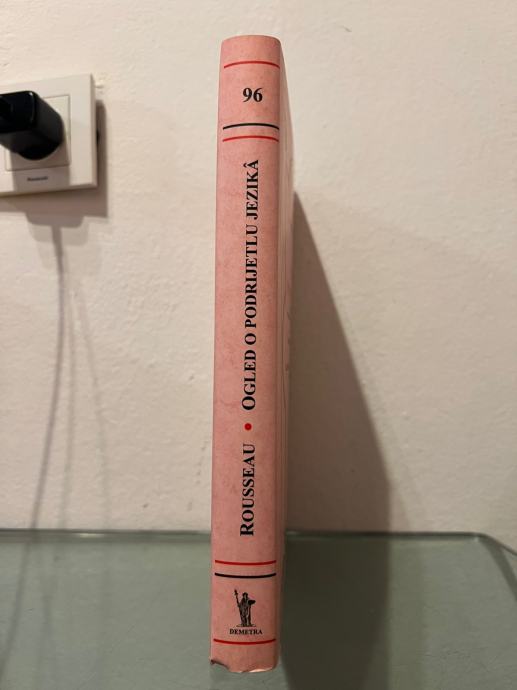 96
ROUSSEAU • OGLED O PODRIJETLU JEZIKÂ
DEMETRA